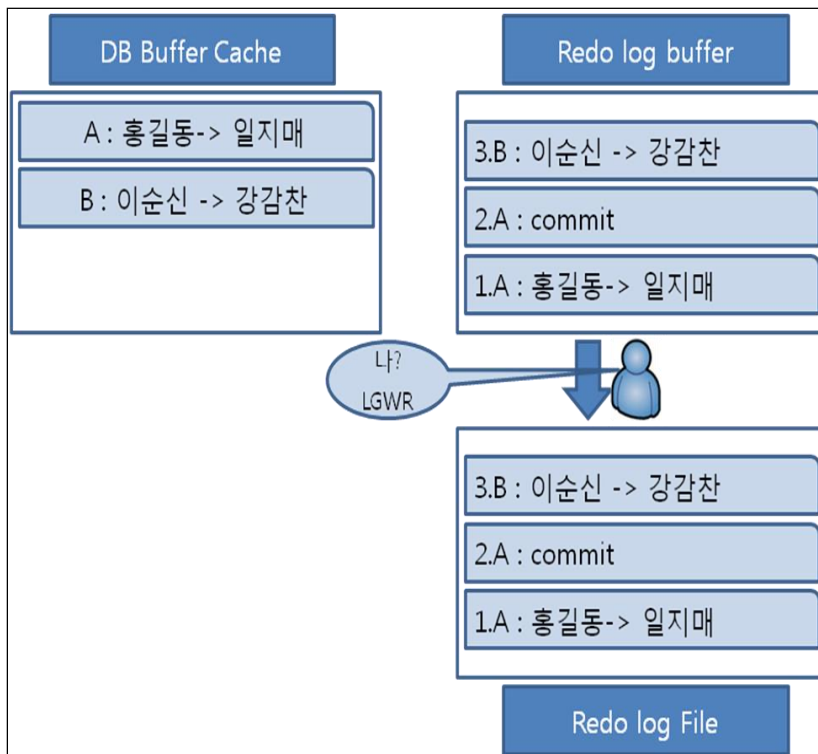 DB Buffer Cache
A : 홍길동-> 일지매
B : 이순신 -> 강감찬
Redo log buffer
3.B : 이순신 -> 강감찬
2.A : commit
1.A : 홍길동-> 일지매
나?
LGWR
3.B : 이순신 -> 강감찬
2.A : commit
1.A : 홍길동-> 일지매
Redo log File